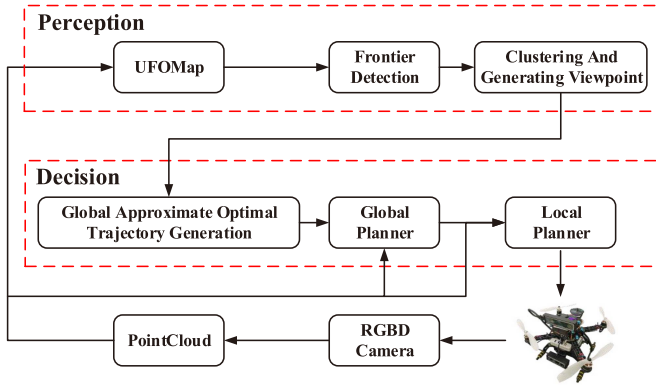 Perception
UFOMap
Frontier
Detection
Clustering And
Generating Viewpoint
Decision
Global Approximate Optimal
Trajectory Generation
Global
Planner
Local
Planner
PointCloud
RGBD
Camera